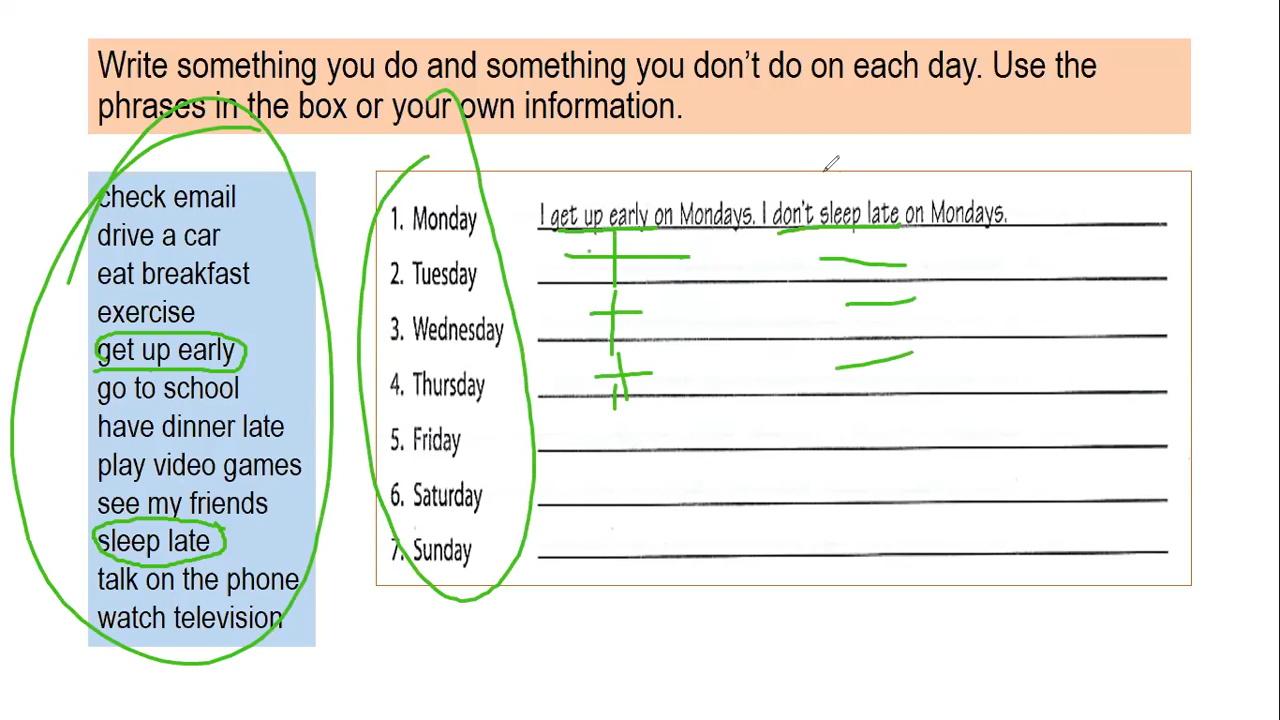 Write something you do and something you don't do on each day. Use the
phrases in the box or your own information.
check email
drive a car
eat breakfast
exercise
get up early
go to school
have dinner late
play video games
see my friends
sleep late
talk on the phone
watch television
1. Monday I get up early on Mondays. I don't sleep late on Mondays.
2. Tuesday
3. Wednesday
4. Thursday
5. Friday
6. Saturday
7. Sunday